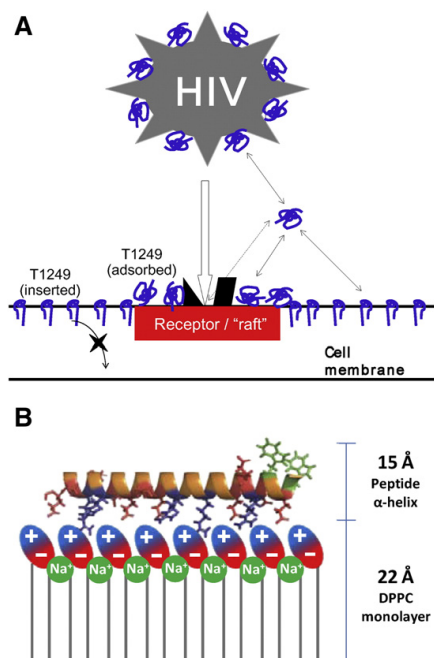 A
HIV
T1249
(adsorbed)
T1249
(inserted)
Receptor / "raft"
Cell
membrane
B
15 Å
Peptide
α-helix
+ + + + + + +
− − − − − − −
Na⁺ Na⁺ Na⁺ Na⁺ Na⁺ Na⁺ Na⁺
22 Å
DPPC
monolayer